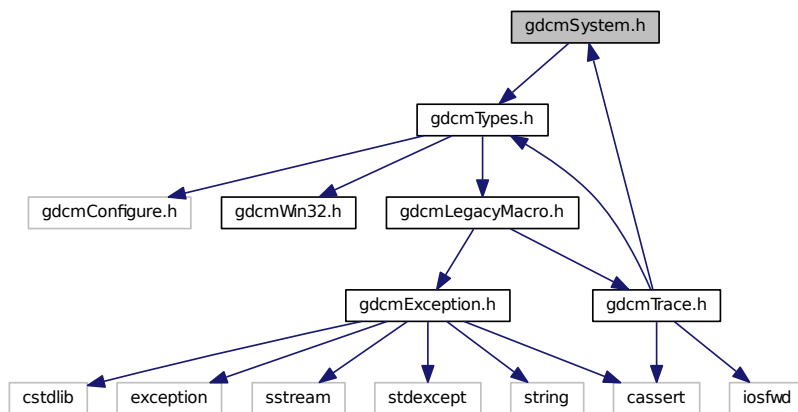 gdcmSystem.h
gdcmTypes.h
gdcmConfigure.h
gdcmWin32.h
gdcmLegacyMacro.h
gdcmException.h
gdcmTrace.h
cstdlib
exception
sstream
stdexcept
string
cassert
iosfwd